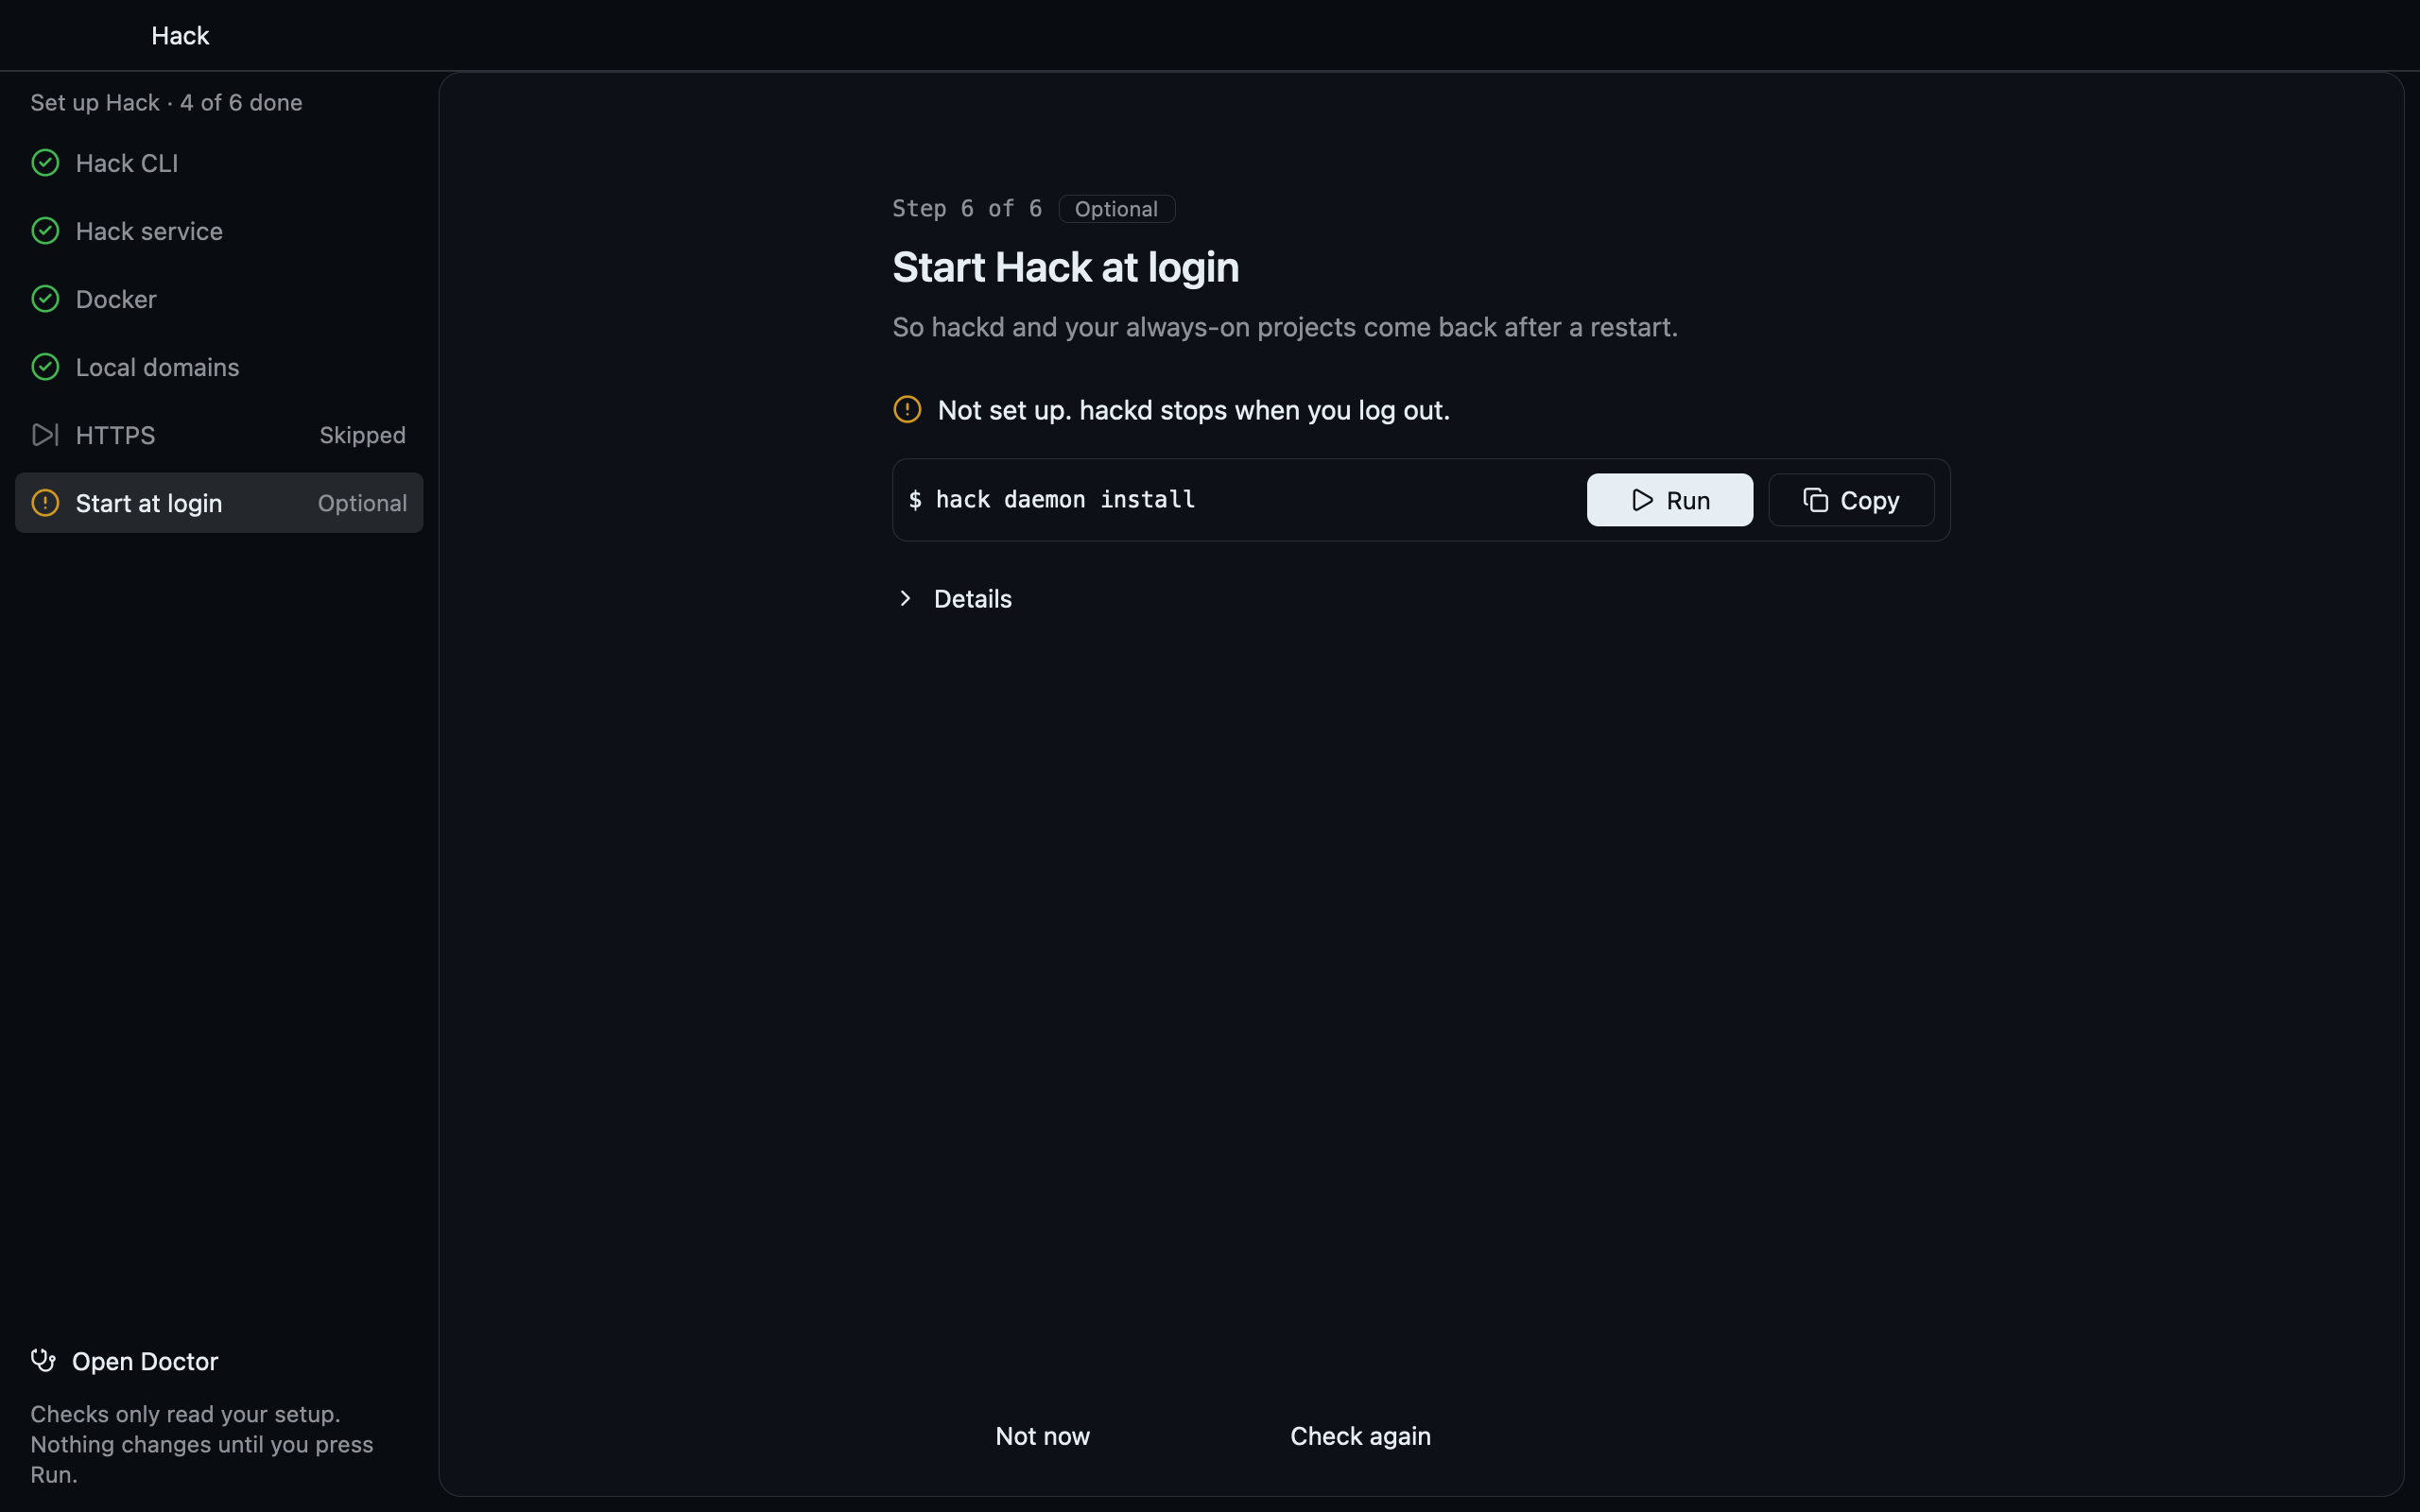 Hack
Set up Hack · 4 of 6 done
Hack CLI
Hack service
Docker
Local domains
HTTPS Skipped
Start at login Optional
Open Doctor
Checks only read your setup.
Nothing changes until you press
Run.
Step 6 of 6 Optional
Start Hack at login
So hackd and your always-on projects come back after a restart.
Not set up. hackd stops when you log out.
$ hack daemon install Run Copy
Details
Not now Check again